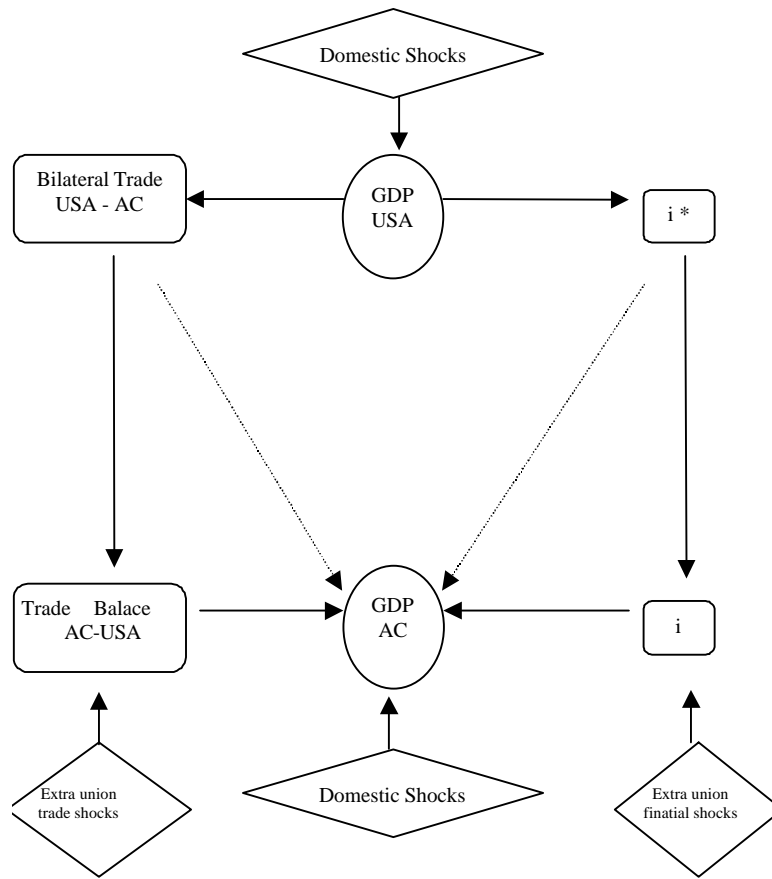 Domestic Shocks
Bilateral Trade
USA - AC
GDP
USA
i *
Trade Balace
AC-USA
GDP
AC
i
Extra union
trade shocks
Domestic Shocks
Extra union
finatial shocks